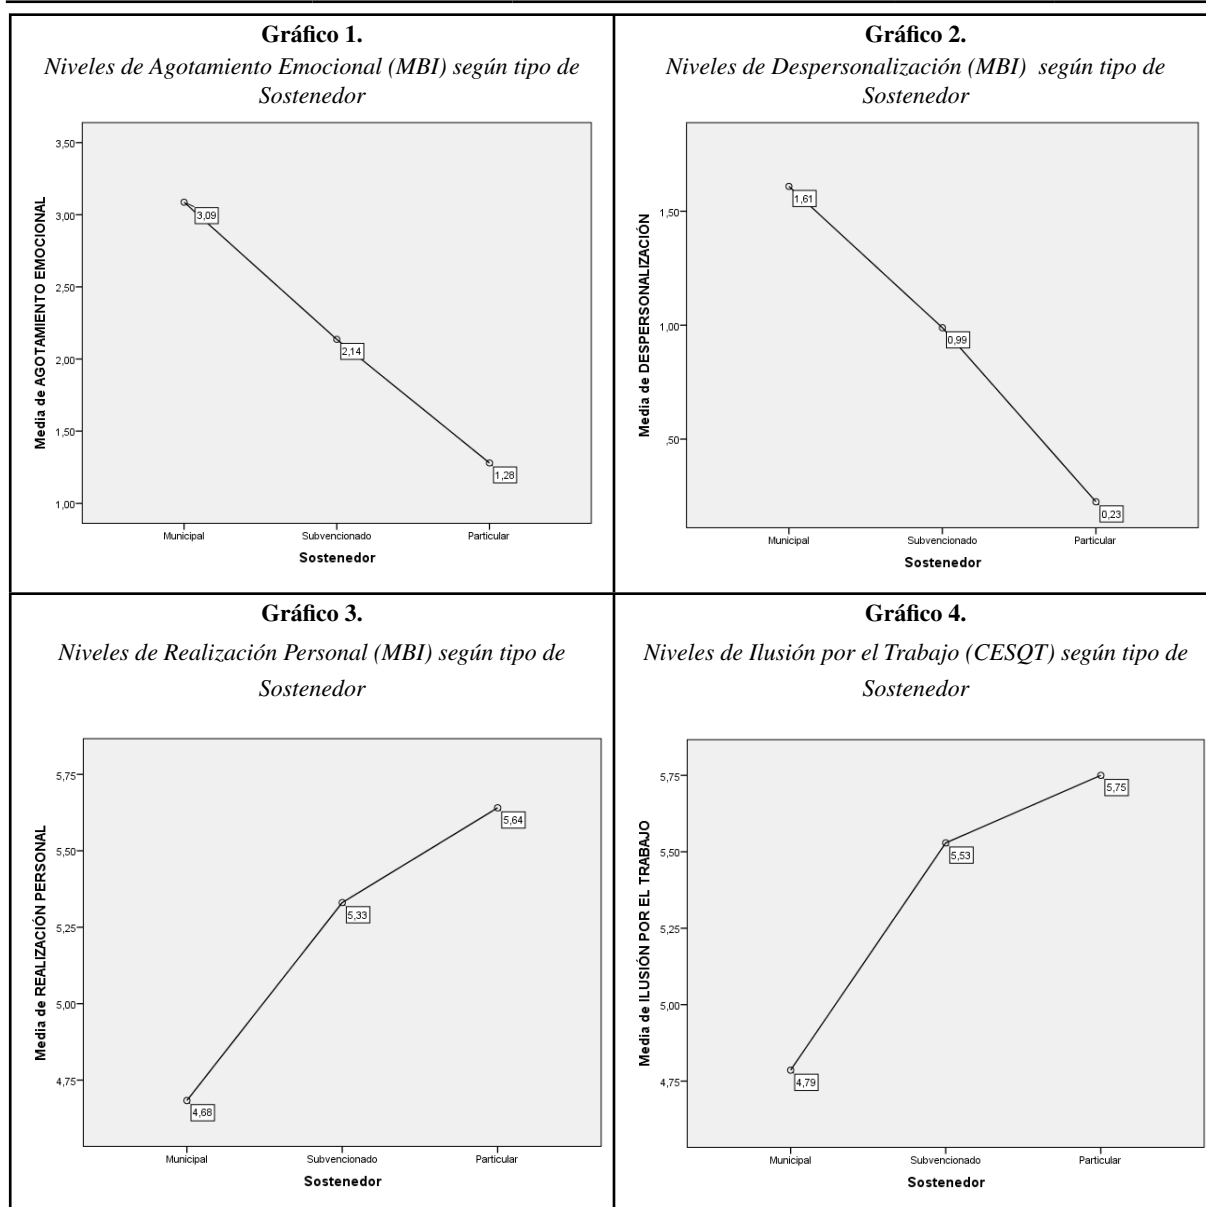 Gráfico 1.
Niveles de Agotamiento Emocional (MBI) según tipo de
Sostenedor
3,50
3,00
2,50
2,00
1,50
1,00
Media de AGOTAMIENTO EMOCIONAL
3,09
2,14
1,28
Municipal
Subvencionado
Particular
Sostenedor
Gráfico 2.
Niveles de Despersonalización (MBI) según tipo de
Sostenedor
1,50
1,00
,50
Media de DESPERSONALIZACIÓN
1,61
0,99
0,23
Municipal
Subvencionado
Particular
Sostenedor
Gráfico 3.
Niveles de Realización Personal (MBI) según tipo de
Sostenedor
5,75
5,50
5,25
5,00
4,75
Media de REALIZACIÓN PERSONAL
4,68
5,33
5,64
Municipal
Subvencionado
Particular
Sostenedor
Gráfico 4.
Niveles de Ilusión por el Trabajo (CESQT) según tipo de
Sostenedor
5,75
5,50
5,25
5,00
4,75
Media de ILUSIÓN POR EL TRABAJO
4,79
5,53
5,75
Municipal
Subvencionado
Particular
Sostenedor